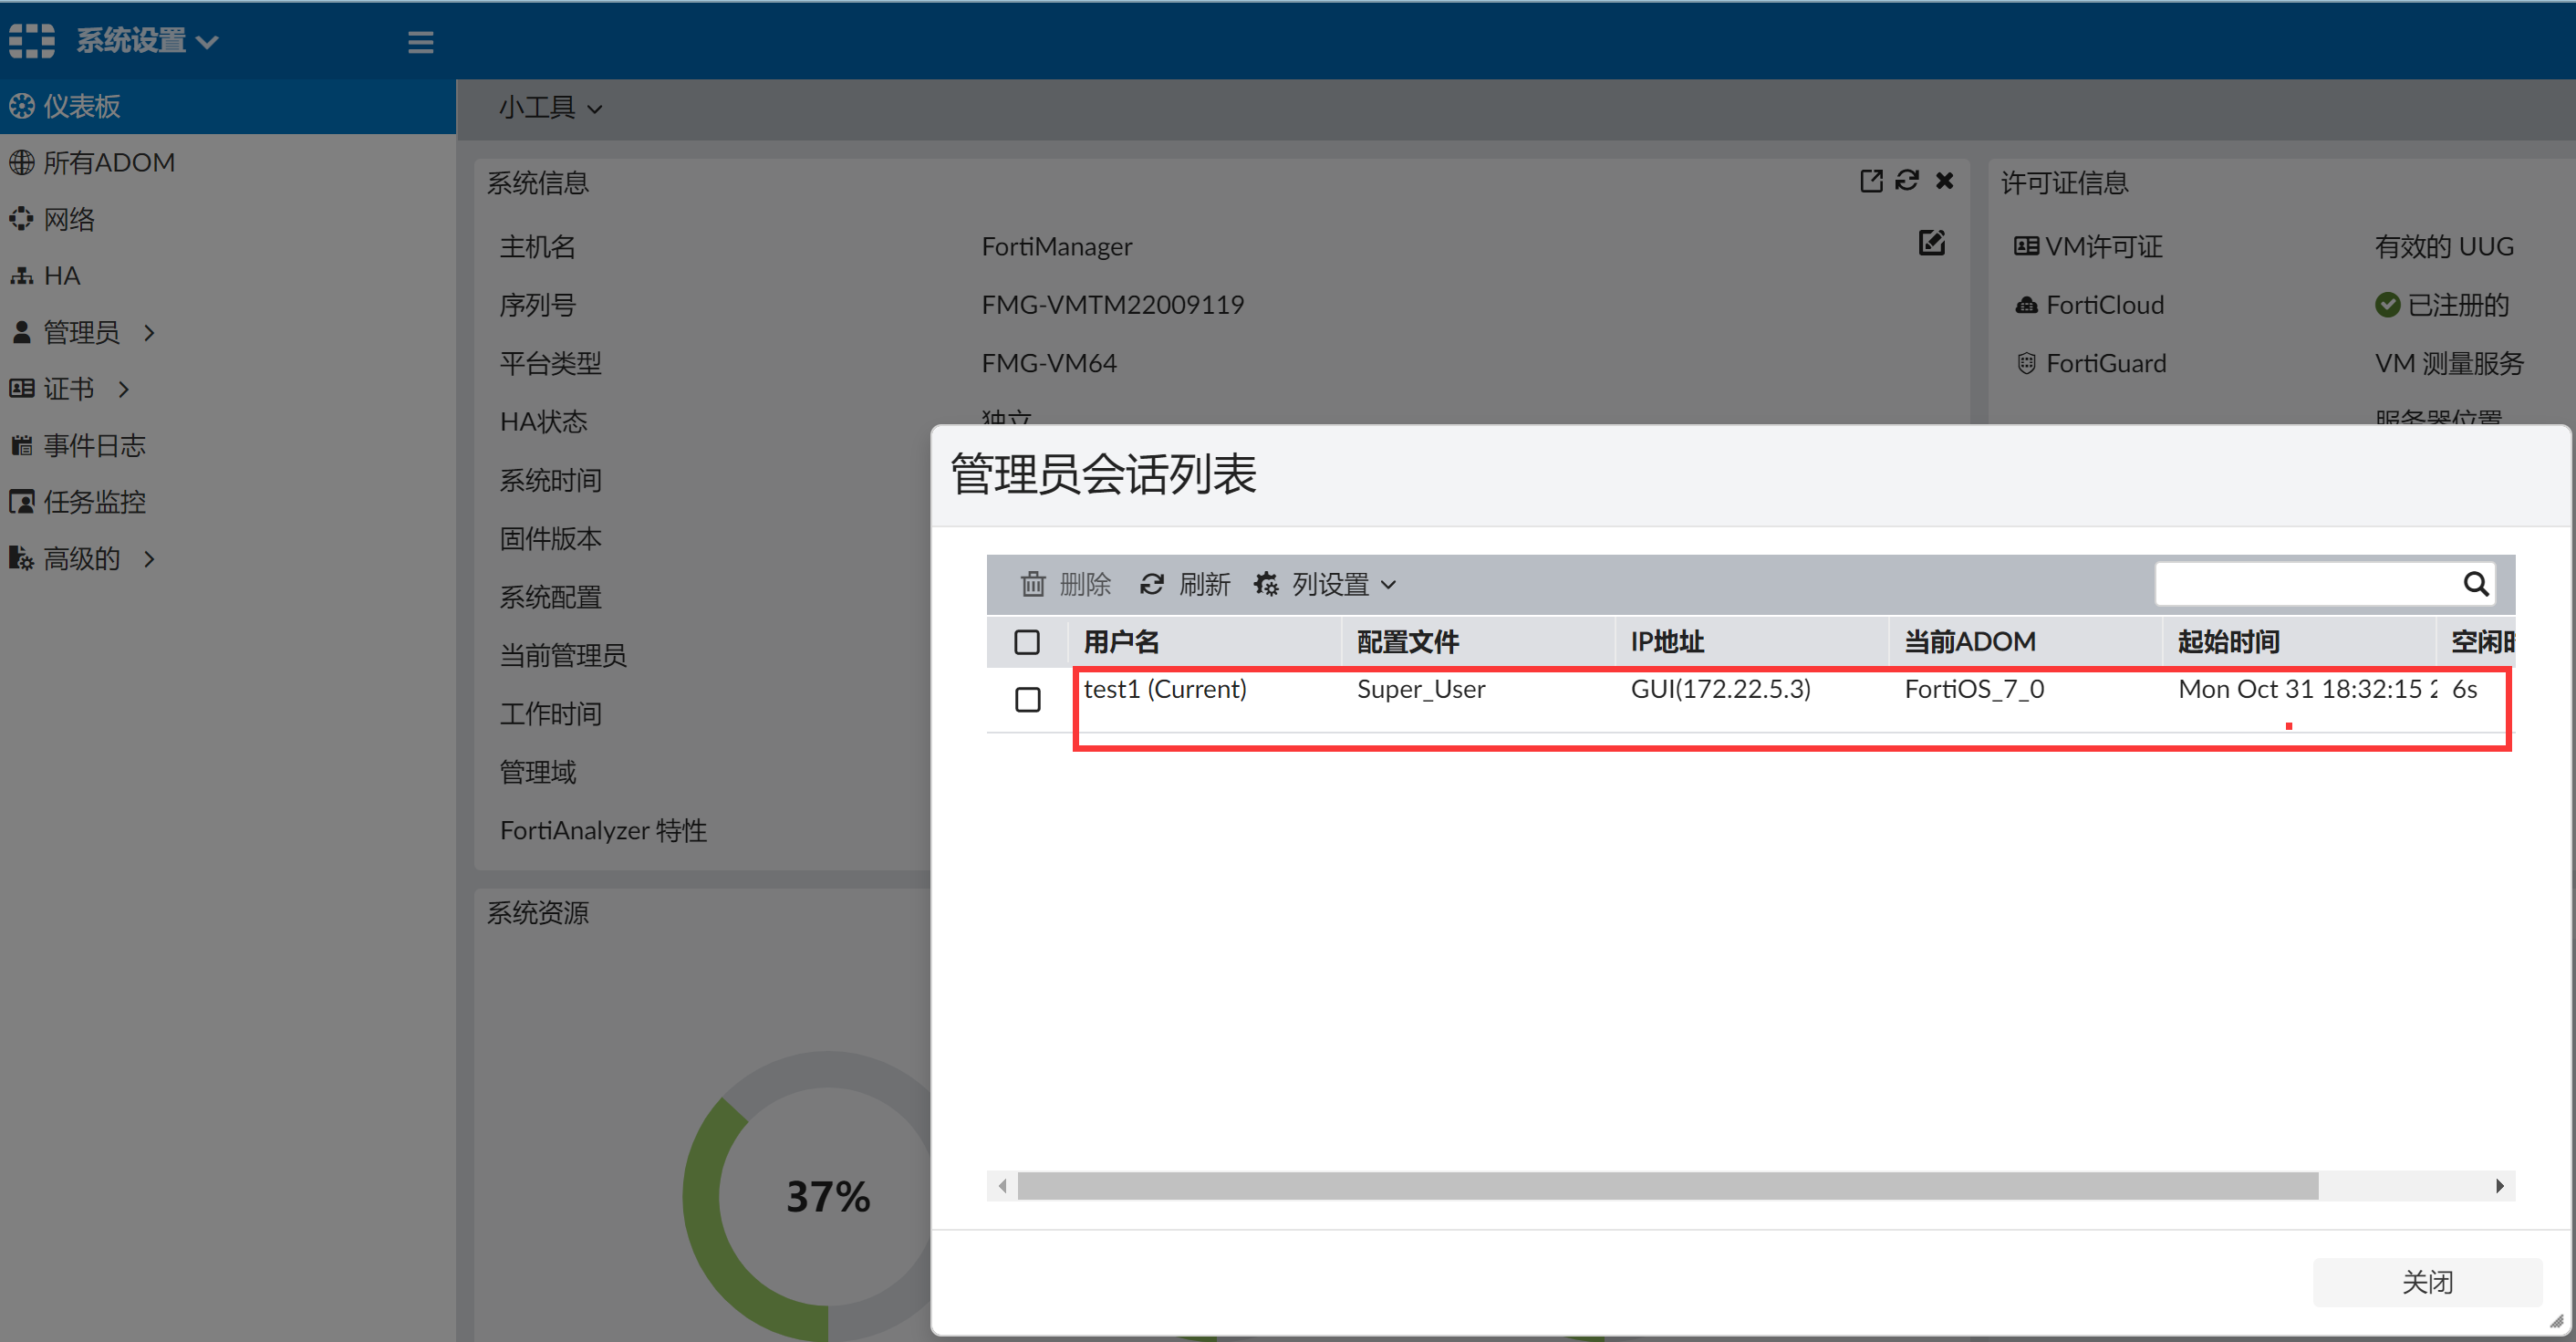 系统设置
仪表板
所有ADOM
网络
HA
管理员
证书
事件日志
任务监控
高级的
小工具
系统信息
主机名 FortiManager
序列号 FMG-VMTM22009119
平台类型 FMG-VM64
HA状态 独立
系统时间
固件版本
系统配置
当前管理员
工作时间
管理域
FortiAnalyzer 特性
系统资源
37%
许可证信息
VM许可证 有效的 UUG
FortiCloud 已注册的
FortiGuard VM 测量服务
服务器位置
管理员会话列表
删除 刷新 列设置
用户名 配置文件 IP地址 当前ADOM 起始时间 空闲时
test1 (Current) Super_User GUI(172.22.5.3) FortiOS_7_0 Mon Oct 31 18:32:15 2 6s
关闭